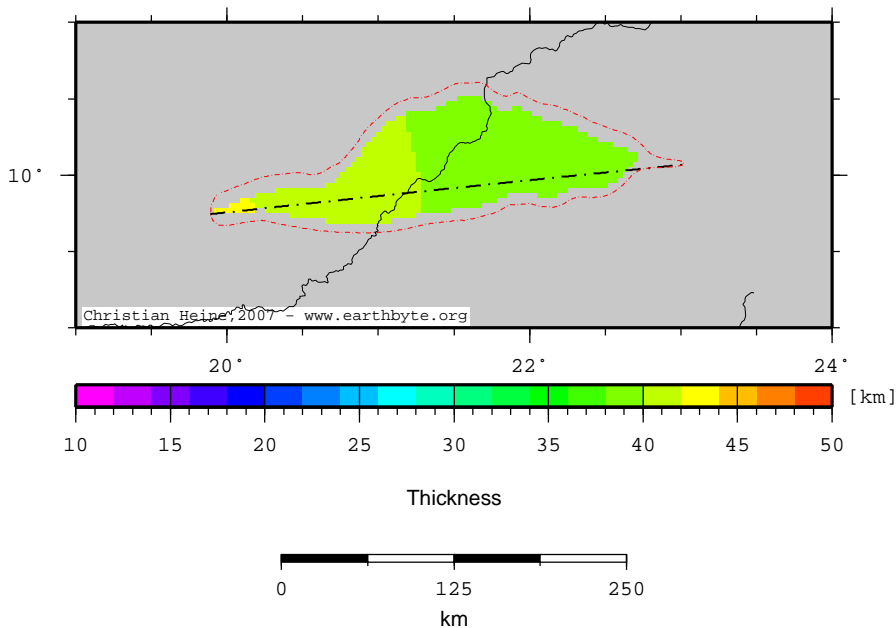 10°
Christian Heine,2007 - www.earthbyte.org
20° 22° 24°
[km]
10 15 20 25 30 35 40 45 50
Thickness
0 125 250
km